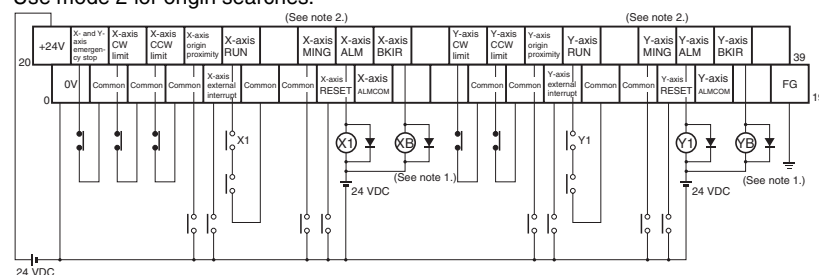 Use mode 2 for origin searches.
(See note 2.) (See note 2.)
+24V
X- and Y-
axis
emergen-
cy stop
X-axis
CW
limit
X-axis
CCW
limit
X-axis
origin
proximity
X-axis
RUN
X-axis
MING
X-axis
ALM
X-axis
BKIR
Y-axis
CW
limit
Y-axis
CCW
limit
Y-axis
origin
proximity
Y-axis
RUN
Y-axis
MING
Y-axis
ALM
Y-axis
BKIR
20
39
0V
Common
Common
Common
X-axis
external
interrupt
Common
Common
X-axis
RESET
X-axis
ALMCOM
Common
Common
Common
Y-axis
external
interrupt
Common
Common
Y-axis
RESET
Y-axis
ALMCOM
FG
0
X1
X1
XB
Y1
Y1
YB
(See note 1.)
(See note 1.)
24 VDC
24 VDC
24 VDC